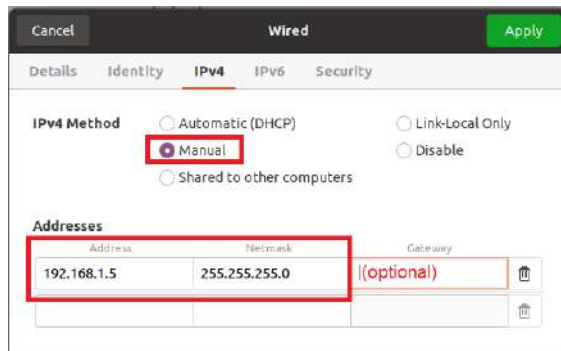 Cancel Wired Apply
Details Identity IPv4 IPv6 Security
IPv4 Method Automatic (DHCP) Link-Local Only
Manual Disable
Shared to other computers
Addresses
Address Netmask Gateway
192.168.1.5 255.255.255.0 (optional)